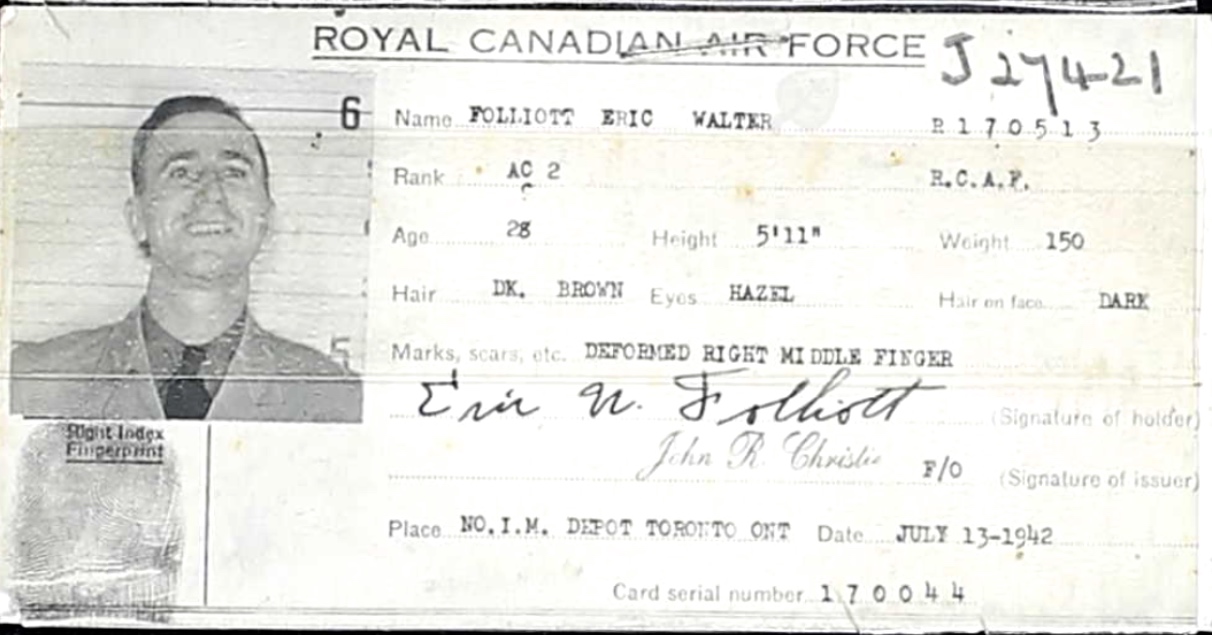 ROYAL CANADIAN AIR FORCE J27421
6 Name FOLLIOTT ERIC WALTER R170513
Rank AC 2 R.C.A.F.
Age 28 Height 5'11" Weight 150
Hair DK. BROWN Eyes HAZEL Hair on face DARK
5 Marks, scars, etc. DEFORMED RIGHT MIDDLE FINGER
Eric W. Folliott (Signature of holder)
Right Index
Fingerprint
John R. Christie F/O (Signature of issuer)
Place NO.I.M. DEPOT TORONTO ONT Date JULY 13-1942
Card serial number 170044